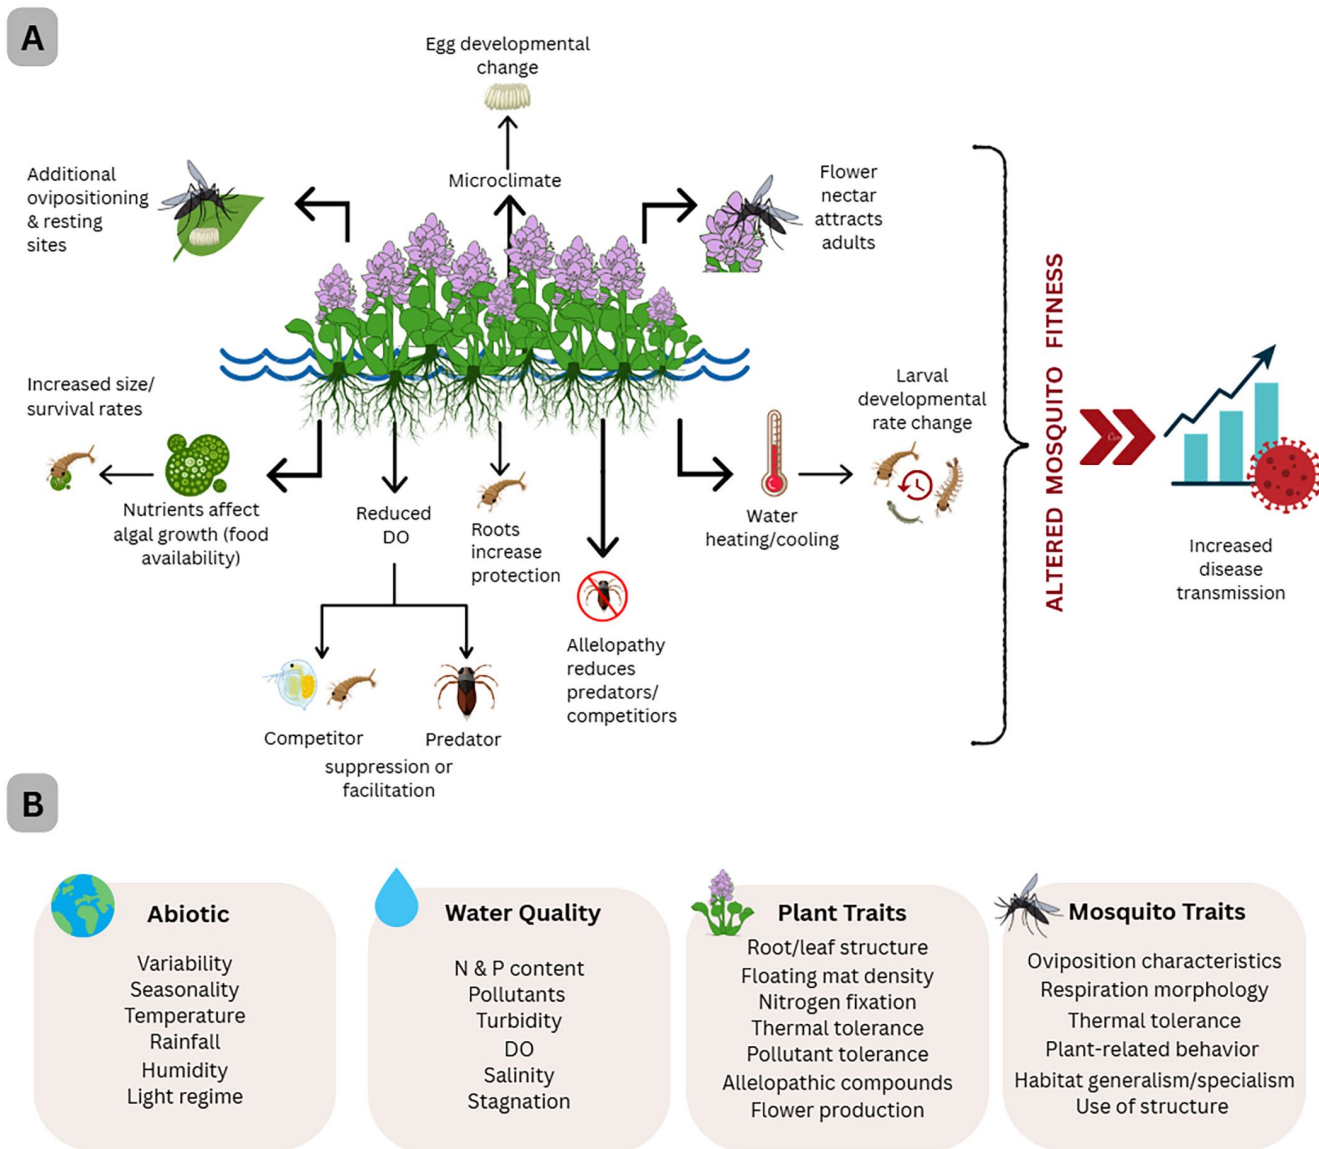 A
Egg developmental
change
Microclimate
Additional
ovipositioning
& resting
sites
Flower
nectar
attracts
adults
Increased size/
survival rates
Nutrients affect
algal growth (food
availability)
Reduced
DO
Roots
increase
protection
Water
heating/cooling
Larval
developmental
rate change
Allelopathy
reduces
predators/
competitiors
Competitor
Predator
suppression or
facilitation
ALTERED MOSQUITO FITNESS
Increased
disease
transmission
B
Abiotic
Variability
Seasonality
Temperature
Rainfall
Humidity
Light regime
Water Quality
N & P content
Pollutants
Turbidity
DO
Salinity
Stagnation
Plant Traits
Root/leaf structure
Floating mat density
Nitrogen fixation
Thermal tolerance
Pollutant tolerance
Allelopathic compounds
Flower production
Mosquito Traits
Oviposition characteristics
Respiration morphology
Thermal tolerance
Plant-related behavior
Habitat generalism/specialism
Use of structure